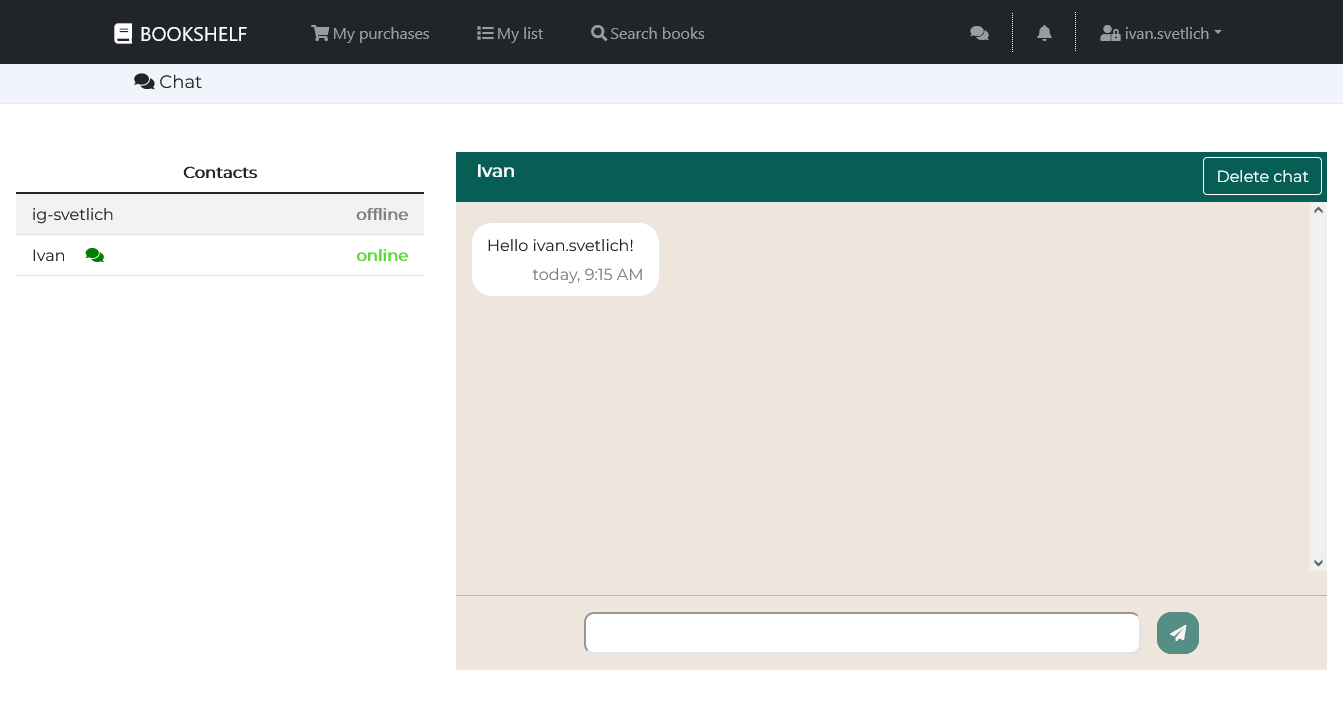 BOOKSHELF My purchases My list Search books ivan.svetlich
Chat
Contacts
ig-svetlich offline
Ivan online
Ivan Delete chat
Hello ivan.svetlich!
today, 9:15 AM